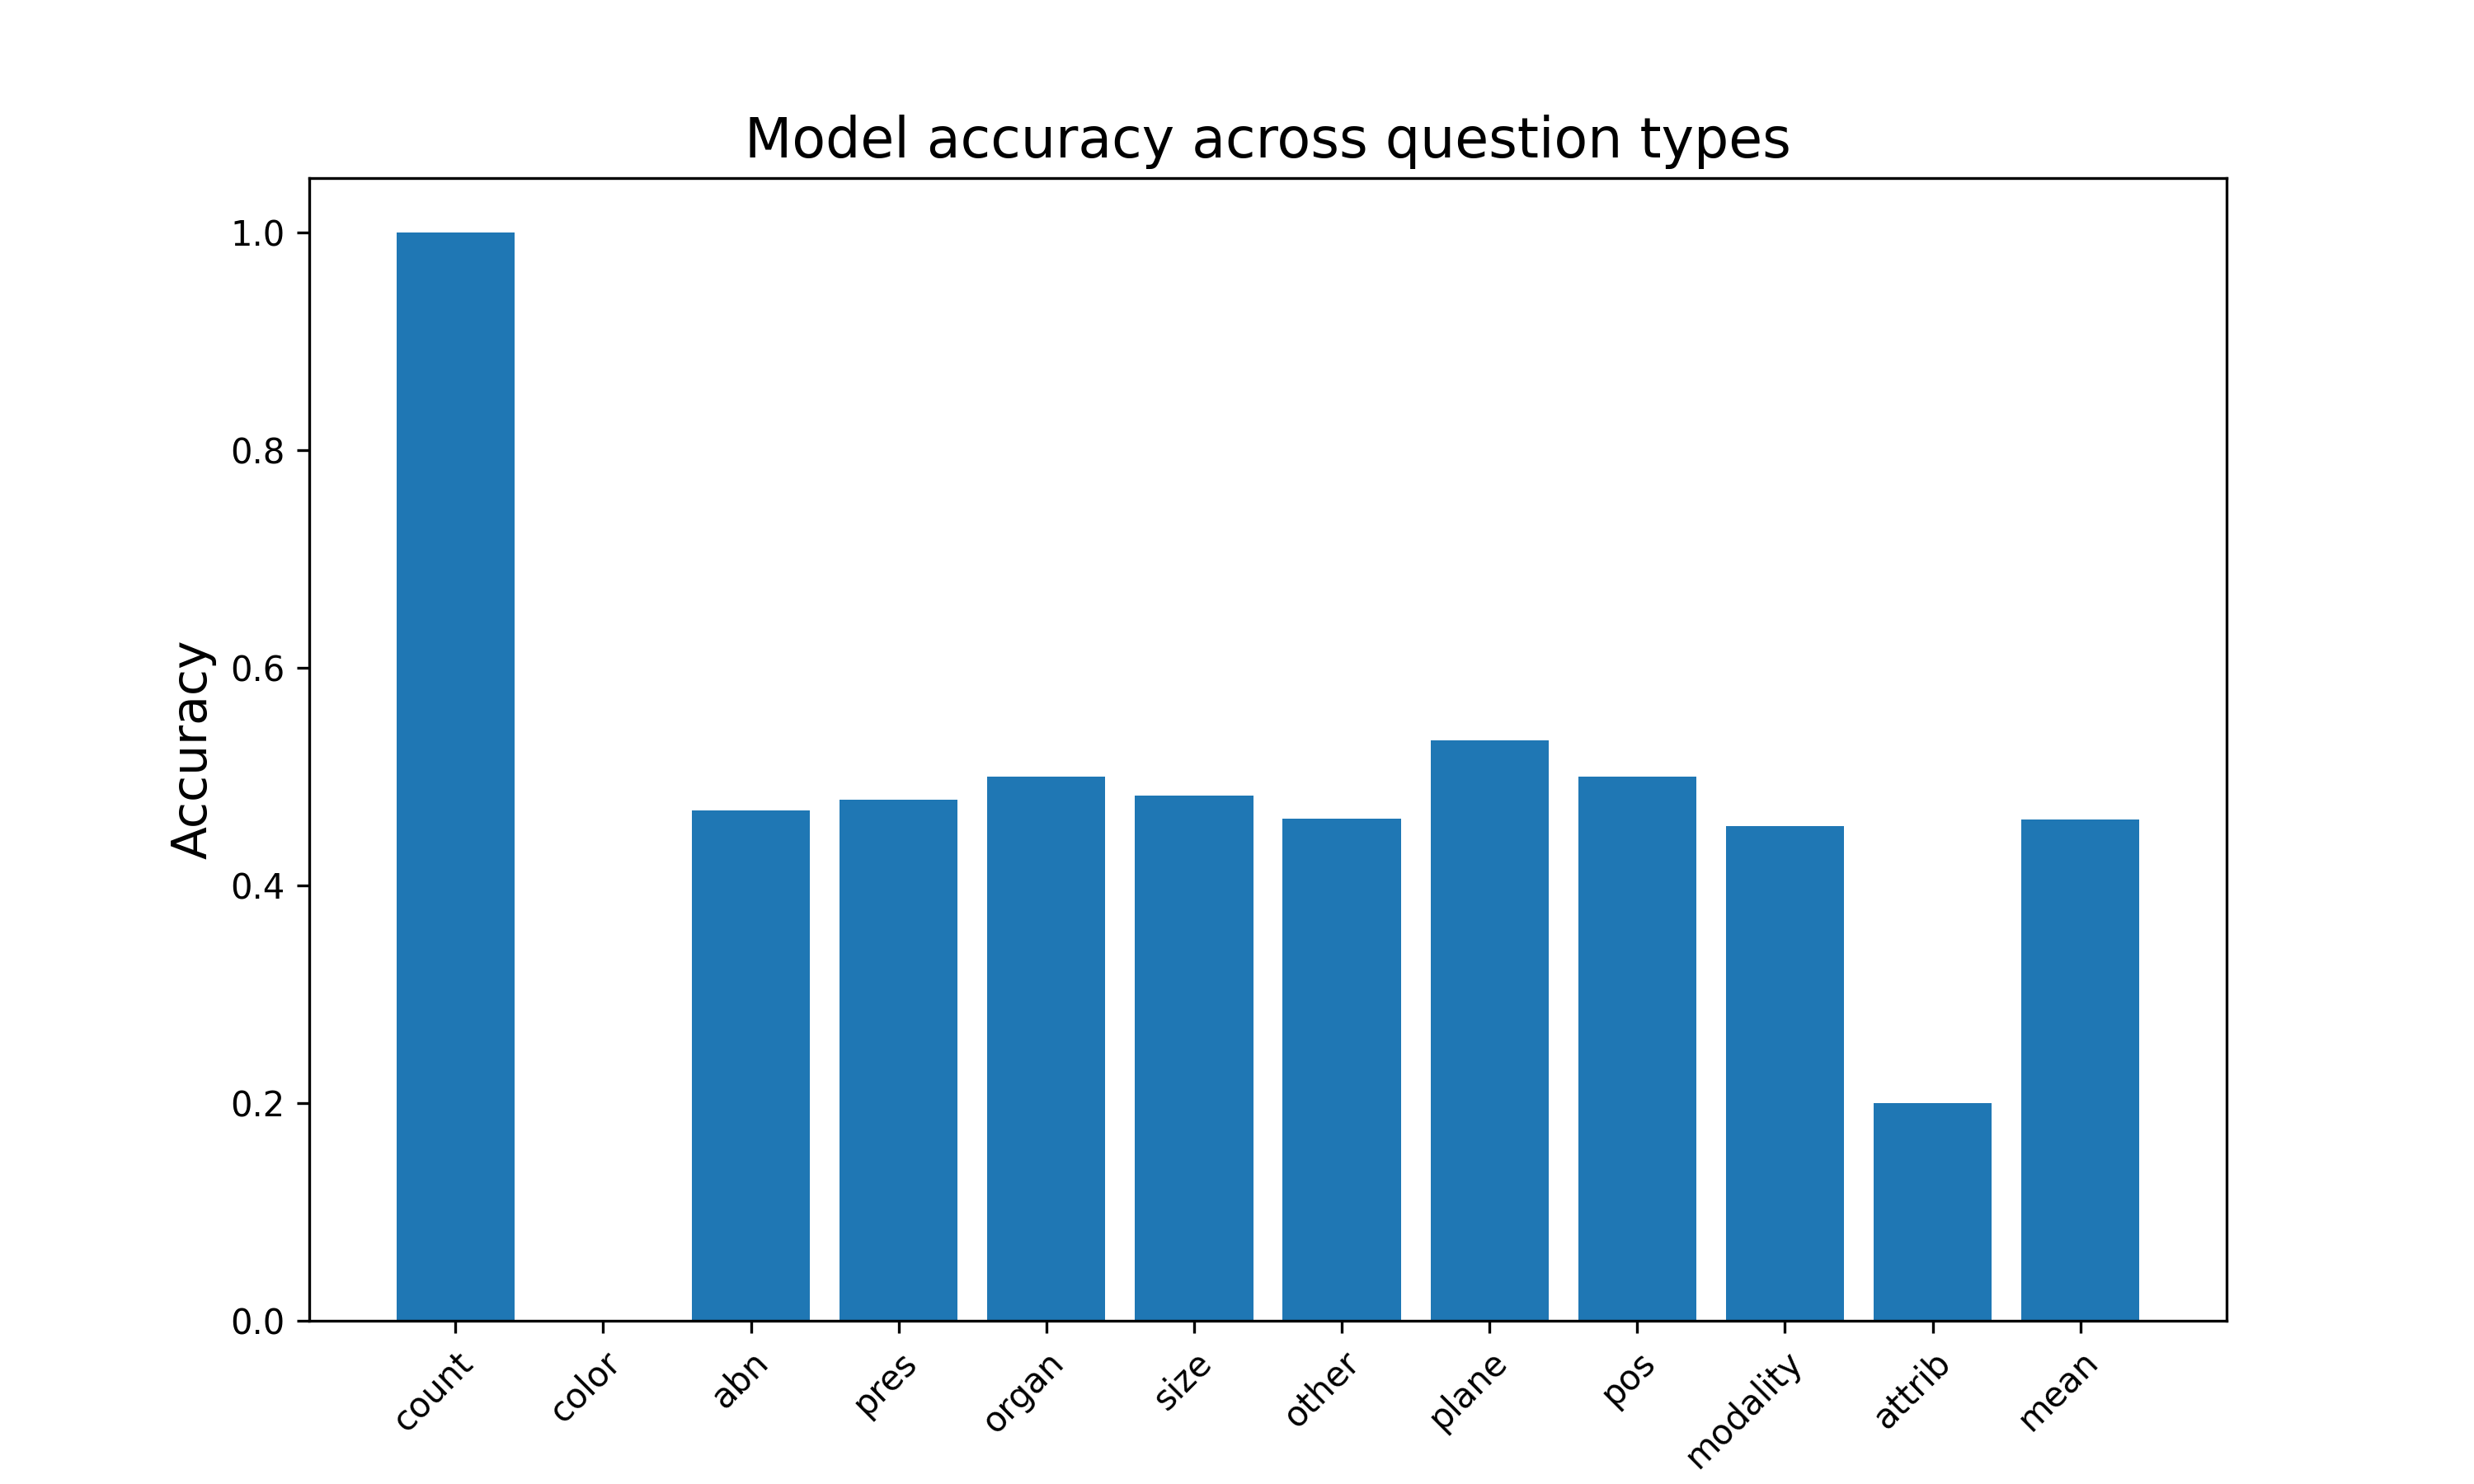 Model accuracy across question types
Accuracy
1.0
0.8
0.6
0.4
0.2
0.0
count
color
abn
pres
organ
size
other
plane
pos
modality
attrib
mean